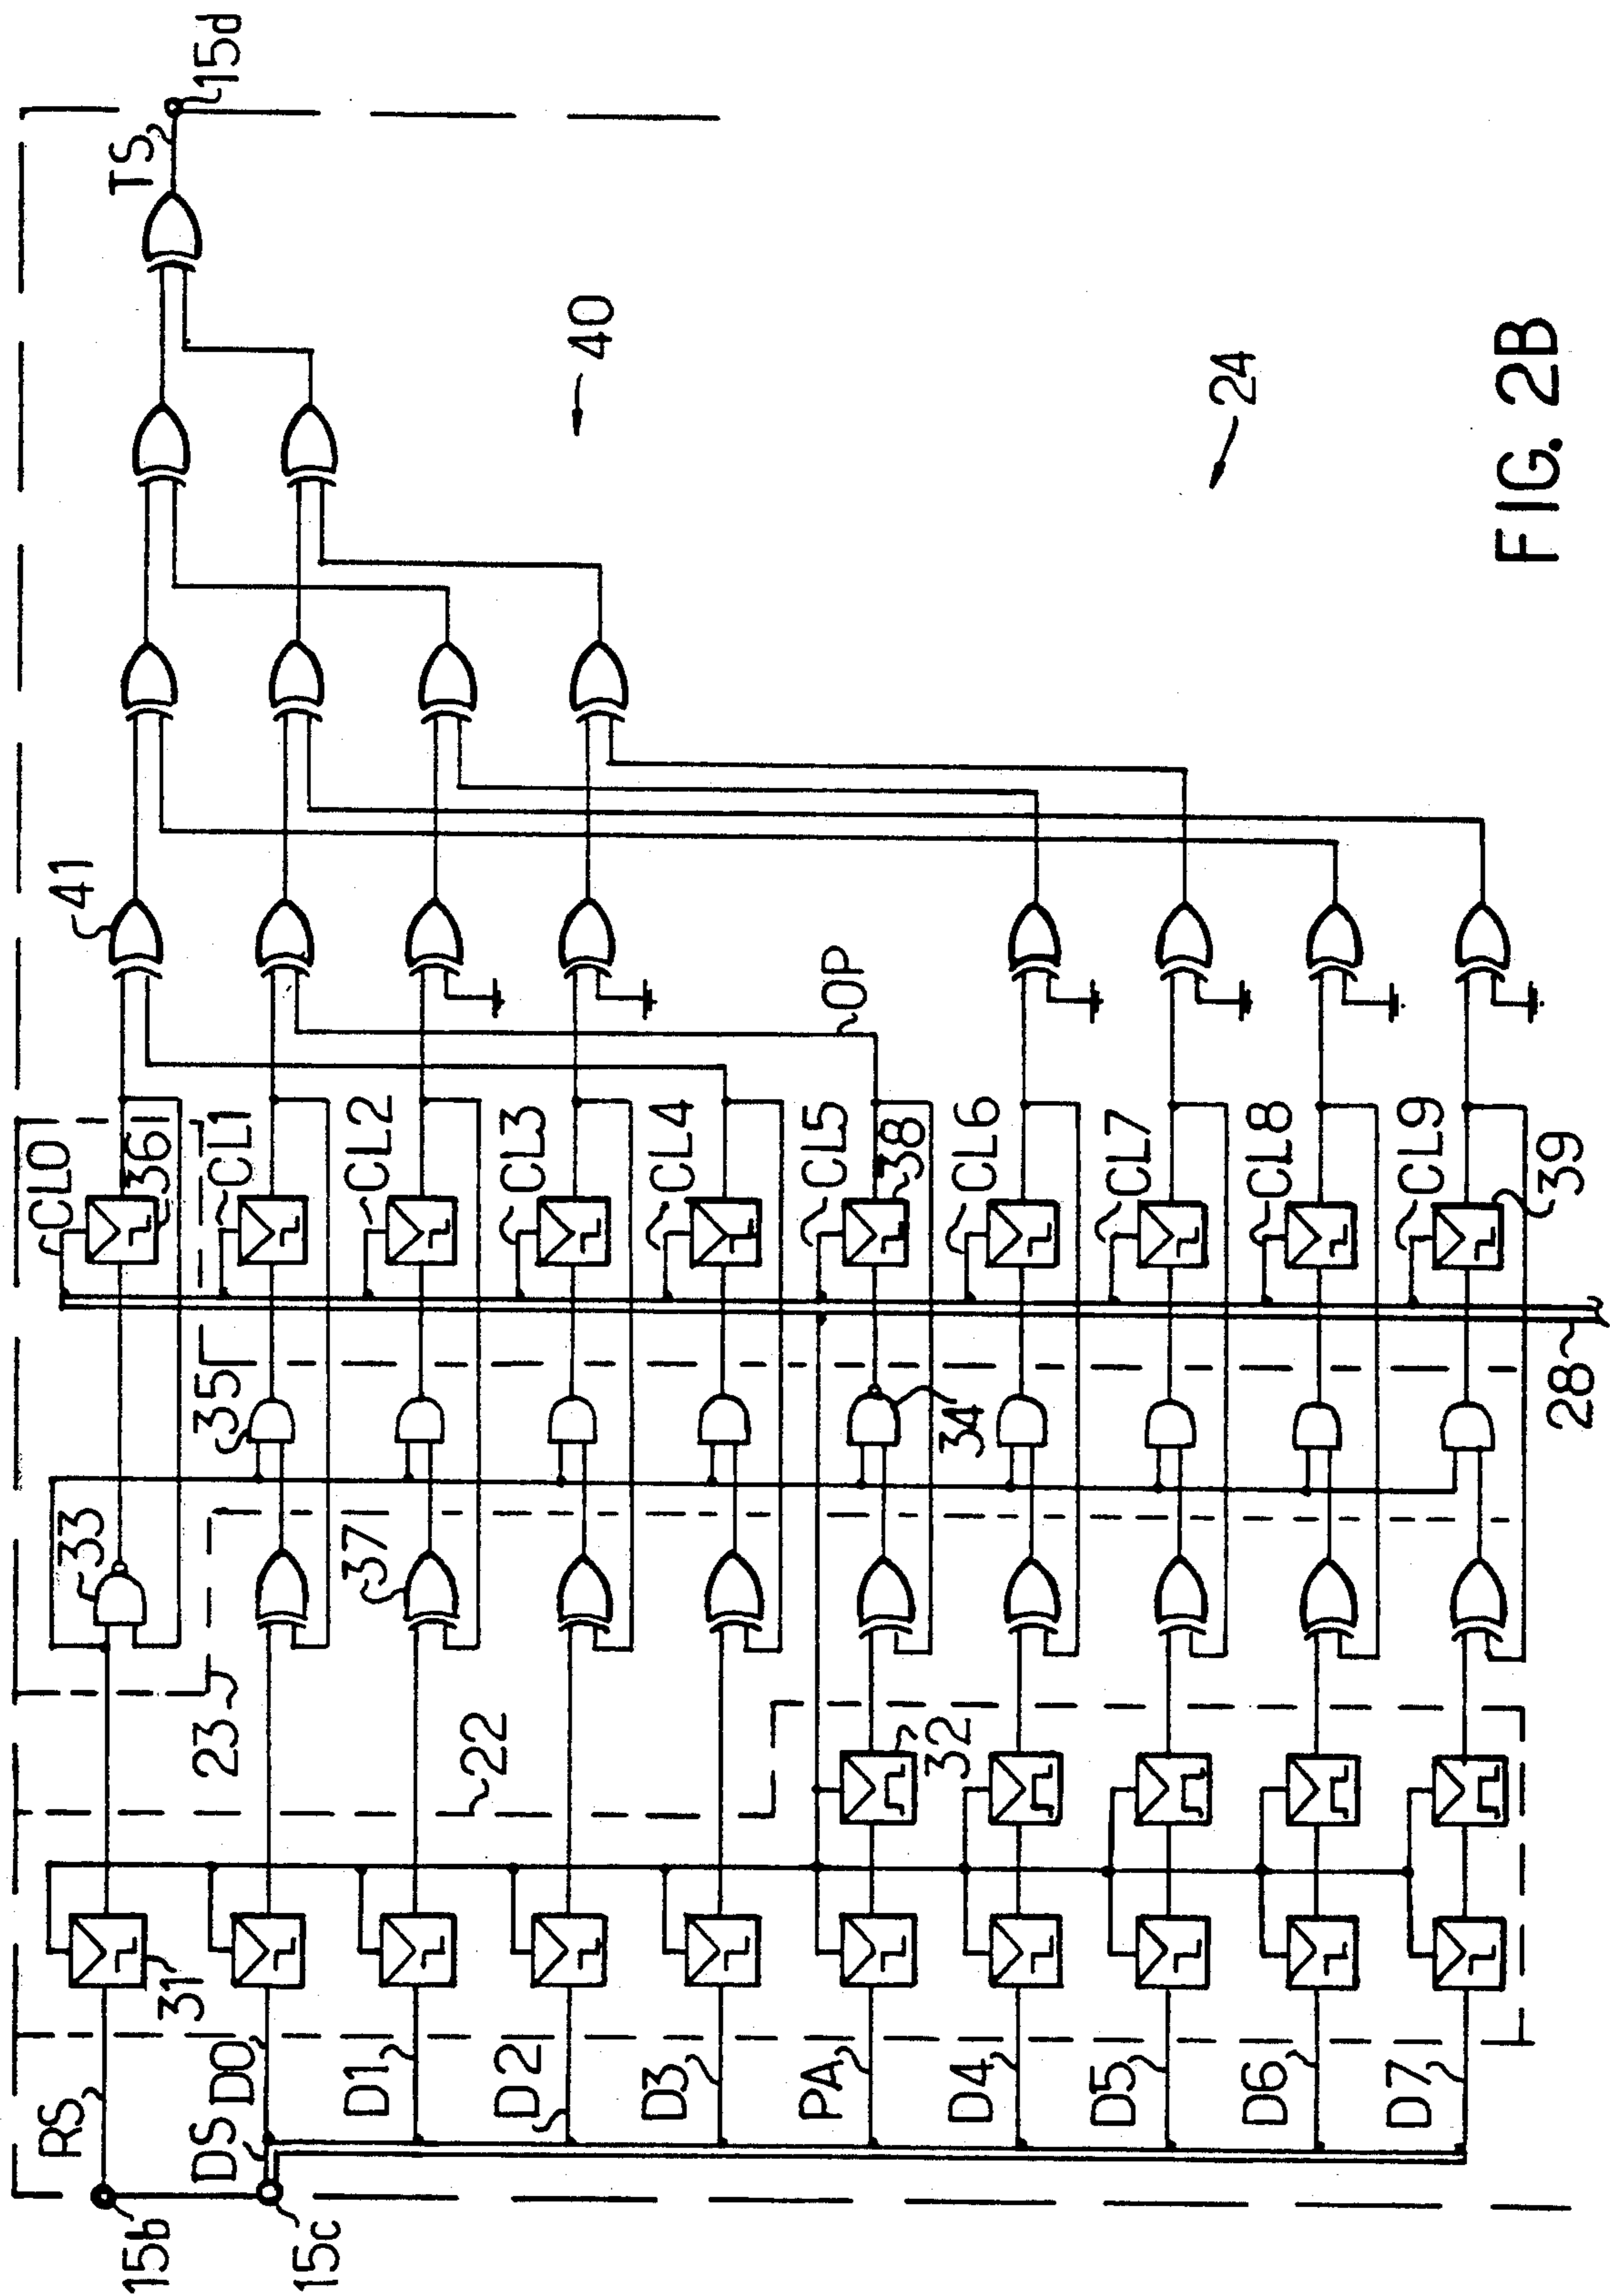 15d
TS
40
24
FIG. 2B
41
OP
CL0
361
CL1
CL2
CL3
CL4
CL5
38
CL6
CL7
CL8
CL9
39
28
35
34
33
37
23
22
32
31
RS
DS
D0
D1
D2
D3
PA
D4
D5
D6
D7
15b
15c